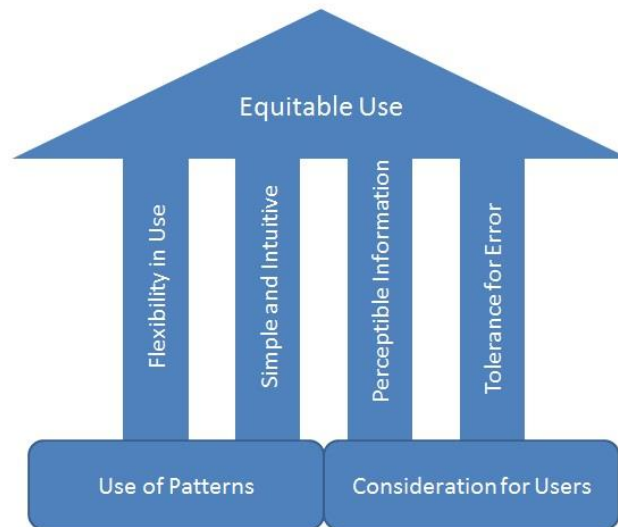 Equitable Use
Flexibility in Use
Simple and Intuitive
Perceptible Information
Tolerance for Error
Use of Patterns
Consideration for Users